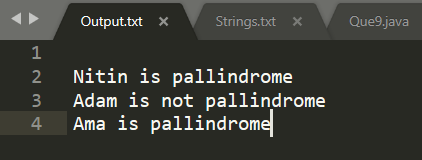 Output.txt × Strings.txt × Que9.java
1
2 Nitin is pallindrome
3 Adam is not pallindrome
4 Ama is pallindrome